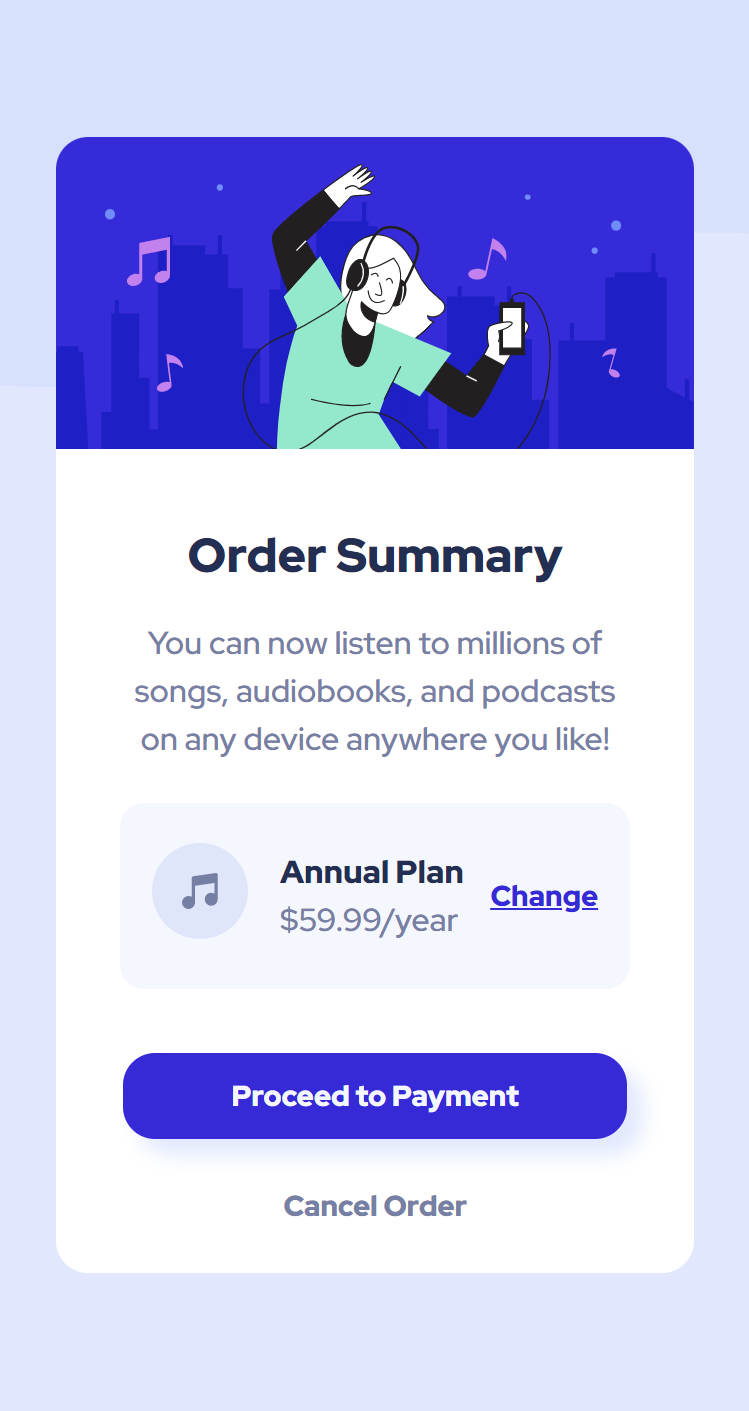 Order Summary
You can now listen to millions of
songs, audiobooks, and podcasts
on any device anywhere you like!
Annual Plan
$59.99/year
Change
Proceed to Payment
Cancel Order